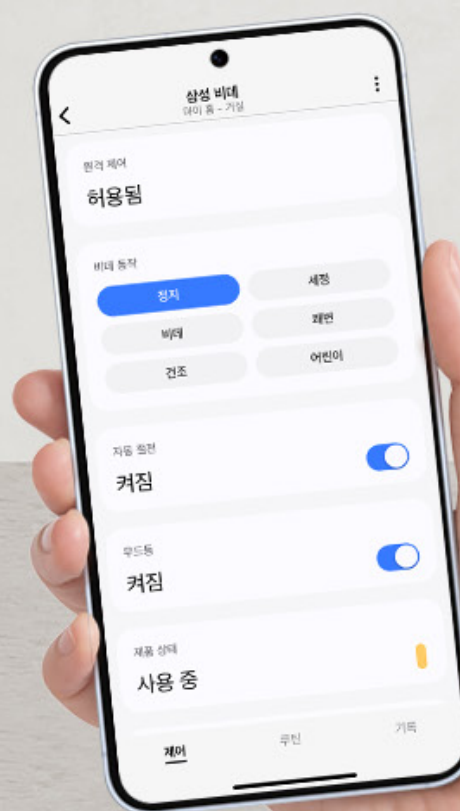 삼성 비데
마이 홈 - 거실
원격 제어
허용됨
비데 동작
정지
세정
비데
쾌변
건조
어린이
자동 절전
켜짐
무드등
켜짐
제품 상태
사용 중
제어
루틴
기록